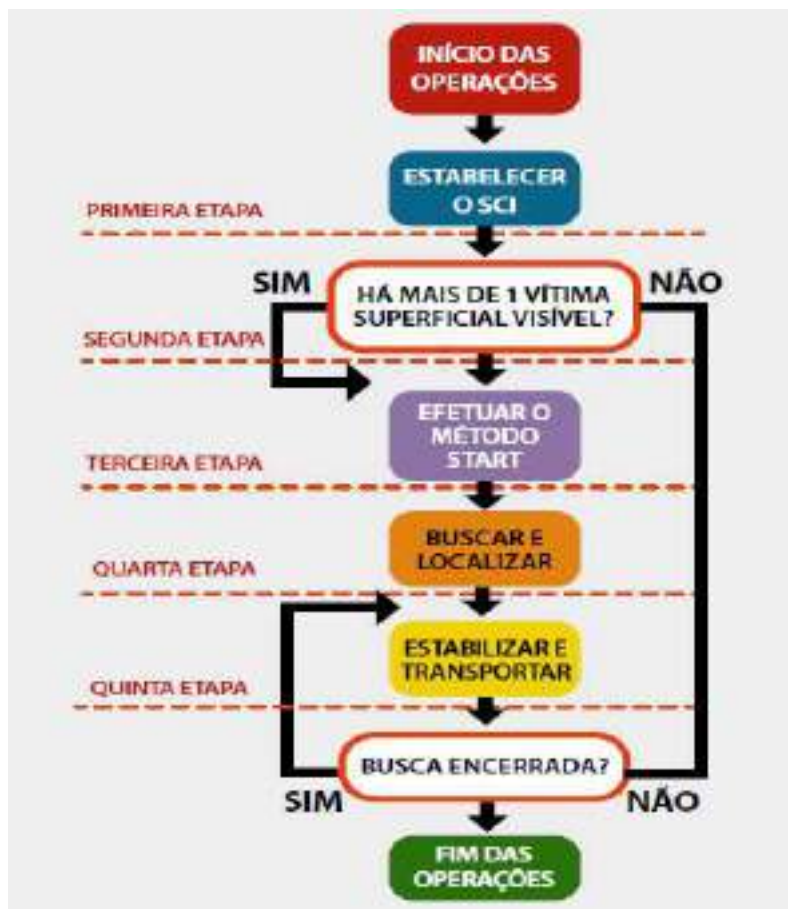 INÍCIO DAS
OPERAÇÕES
ESTABELECER
O SCI
PRIMEIRA ETAPA
SIM
NÃO
HÁ MAIS DE 1 VÍTIMA
SUPERFICIAL VISÍVEL?
SEGUNDA ETAPA
EFETUAR O
MÉTODO
START
TERCEIRA ETAPA
BUSCAR E
LOCALIZAR
QUARTA ETAPA
ESTABILIZAR E
TRANSPORTAR
QUINTA ETAPA
BUSCA ENCERRADA?
SIM
NÃO
FIM DAS
OPERAÇÕES